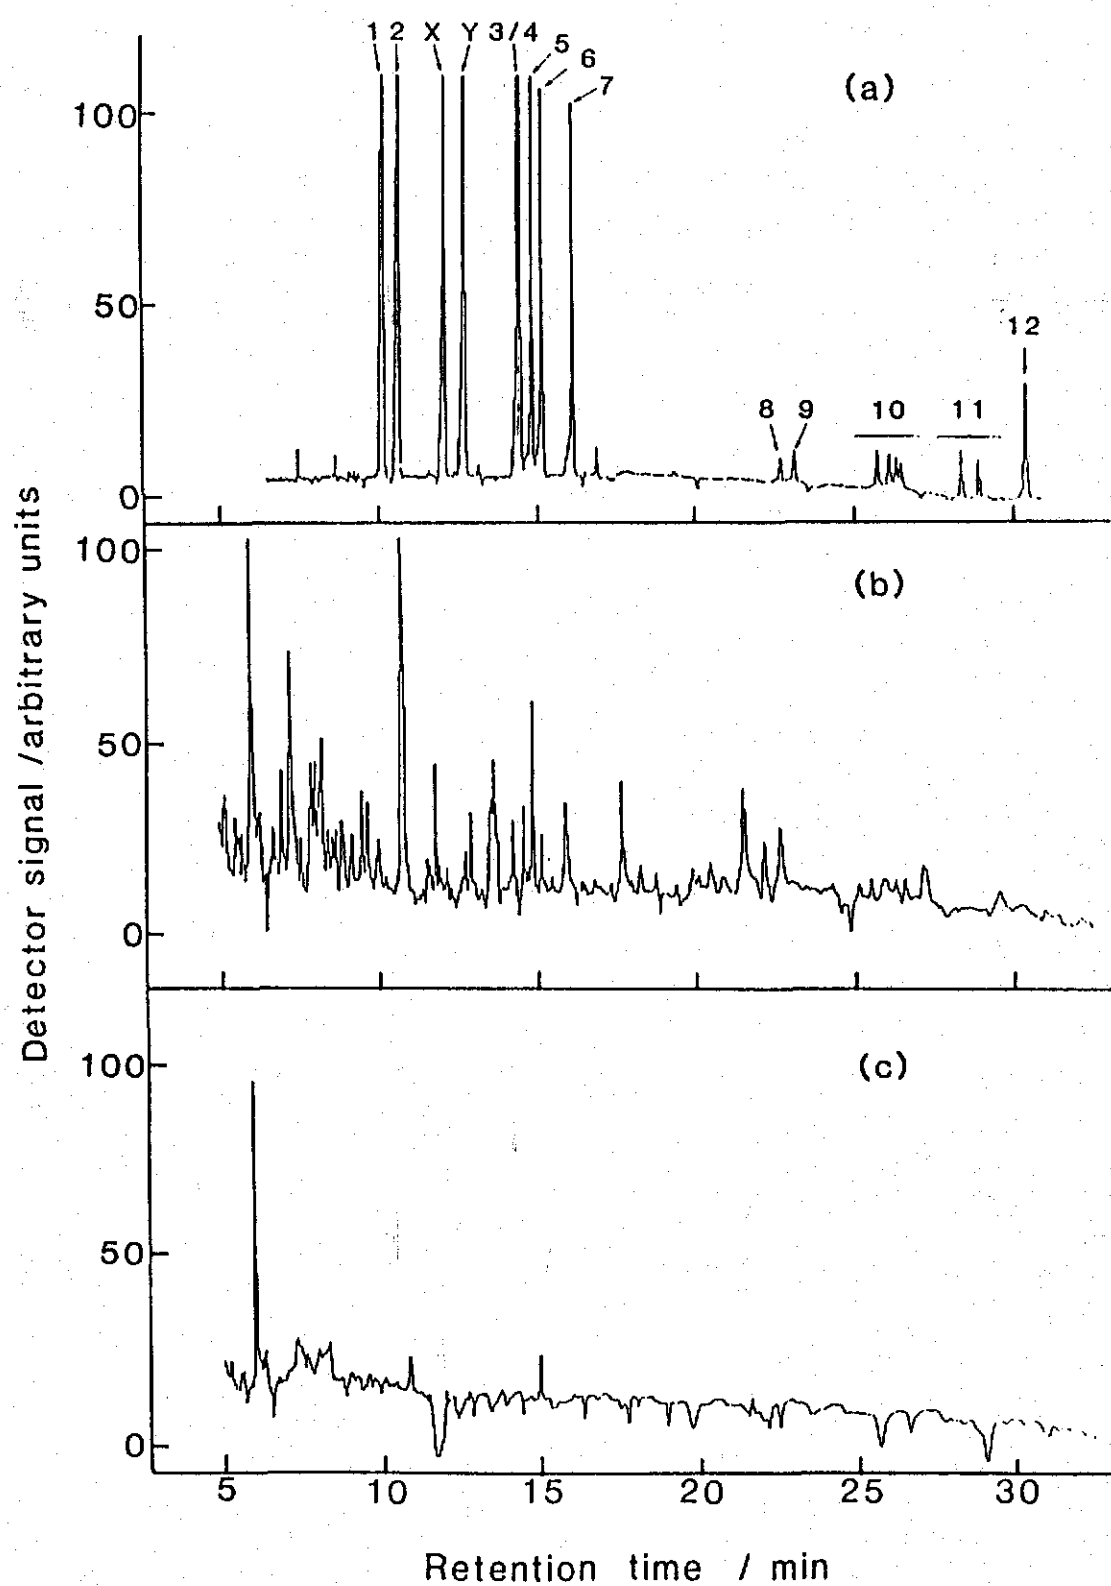 1 2 X Y 3/4 5 6 7
(a)
100
50
0
8 9 10 11 12
(b)
100
50
0
(c)
100
50
0
5 10 15 20 25 30
Retention time / min
Detector signal /arbitrary units